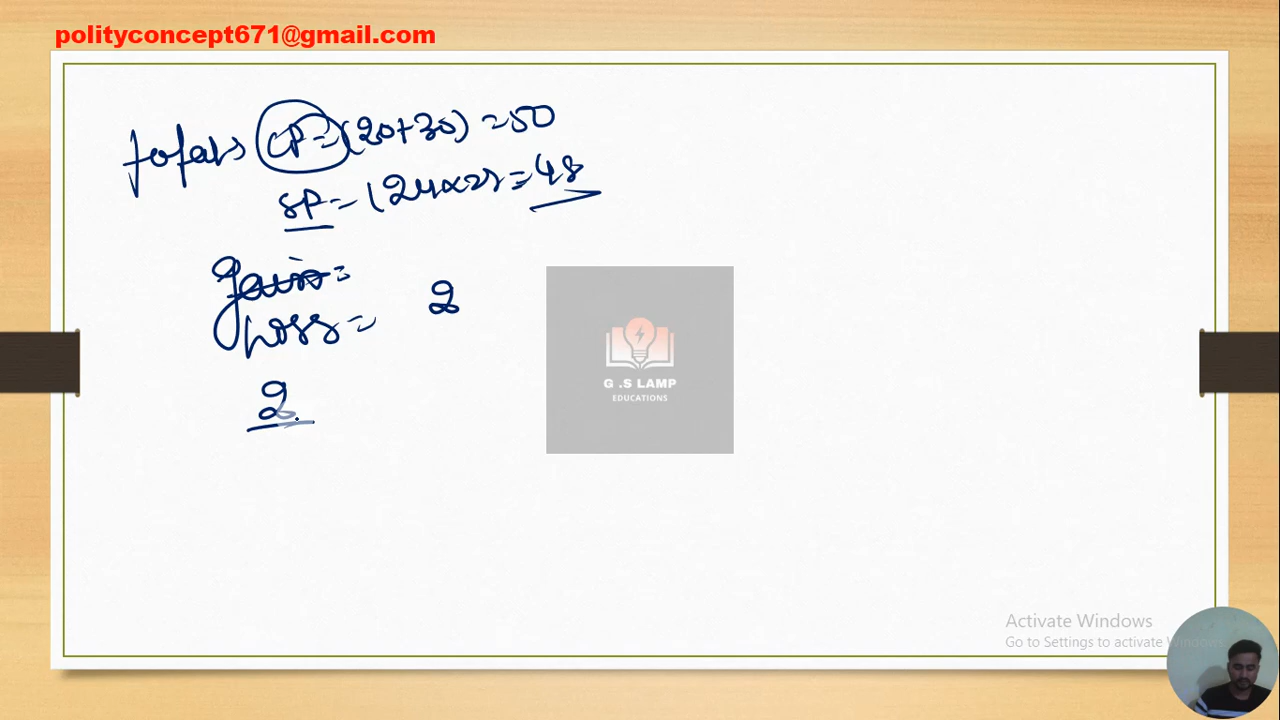 polityconcept671@gmail.com
CP = (20+30) = 50
SP = (24×2) = 48
gain =
Loss = 2
2
G .S LAMP
EDUCATIONS
Activate Windows
Go to Settings to activate Windows.